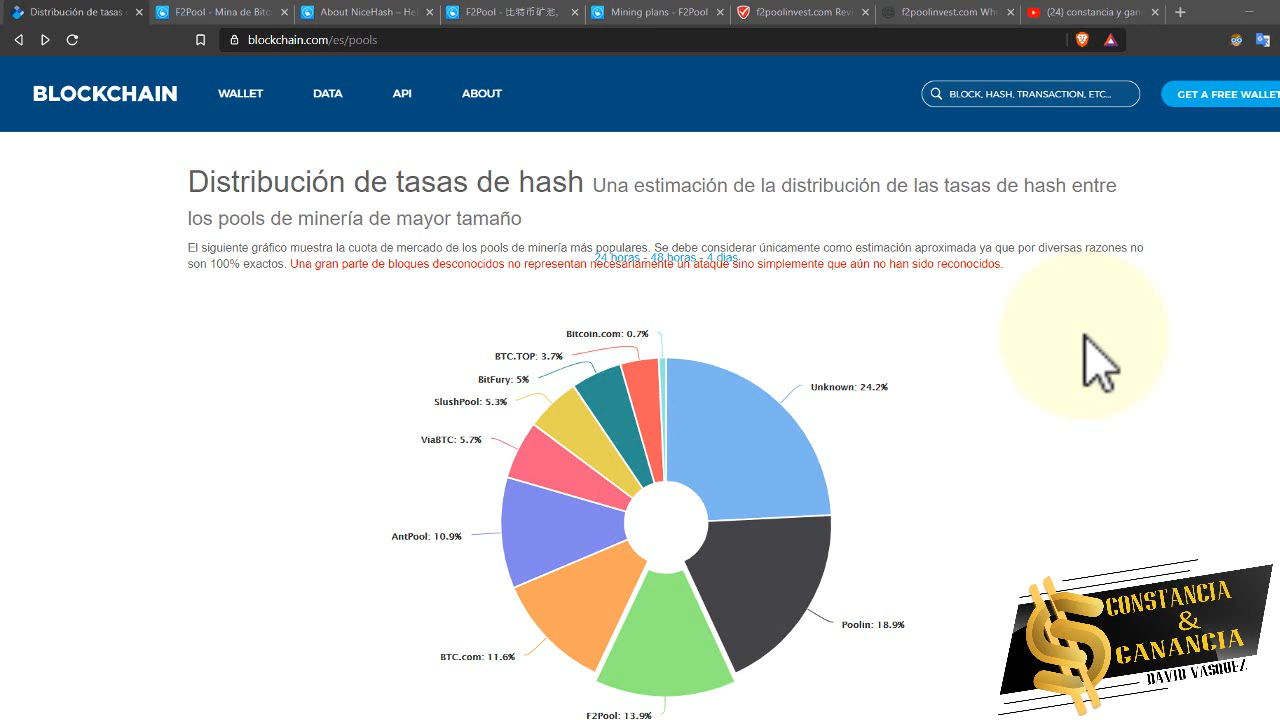 Distribución de tasas
F2Pool - Mina de Bitc
About NiceHash – Hel
F2Pool - 比特币矿池,
Mining plans - F2Pool
f2poolinvest.com Revi
f2poolinvest.com Whe
(24) constancia y gan
blockchain.com/es/pools
BLOCKCHAIN
WALLET
DATA
API
ABOUT
BLOCK, HASH, TRANSACTION, ETC...
GET A FREE WALLET
Distribución de tasas de hash Una estimación de la distribución de las tasas de hash entre
los pools de minería de mayor tamaño
El siguiente gráfico muestra la cuota de mercado de los pools de minería más populares. Se debe considerar únicamente como estimación aproximada ya que por diversas razones no
24 horas - 48 horas - 4 días
son 100% exactos. Una gran parte de bloques desconocidos no representan necesariamente un ataque sino simplemente que aún no han sido reconocidos.
Bitcoin.com: 0.7%
BTC.TOP: 3.7%
BitFury: 5%
Unknown: 24.2%
SlushPool: 5.3%
ViaBTC: 5.7%
AntPool: 10.9%
Poolin: 18.9%
BTC.com: 11.6%
F2Pool: 13.9%
CONSTANCIA
&
GANANCIA
DAVID VASQUEZ